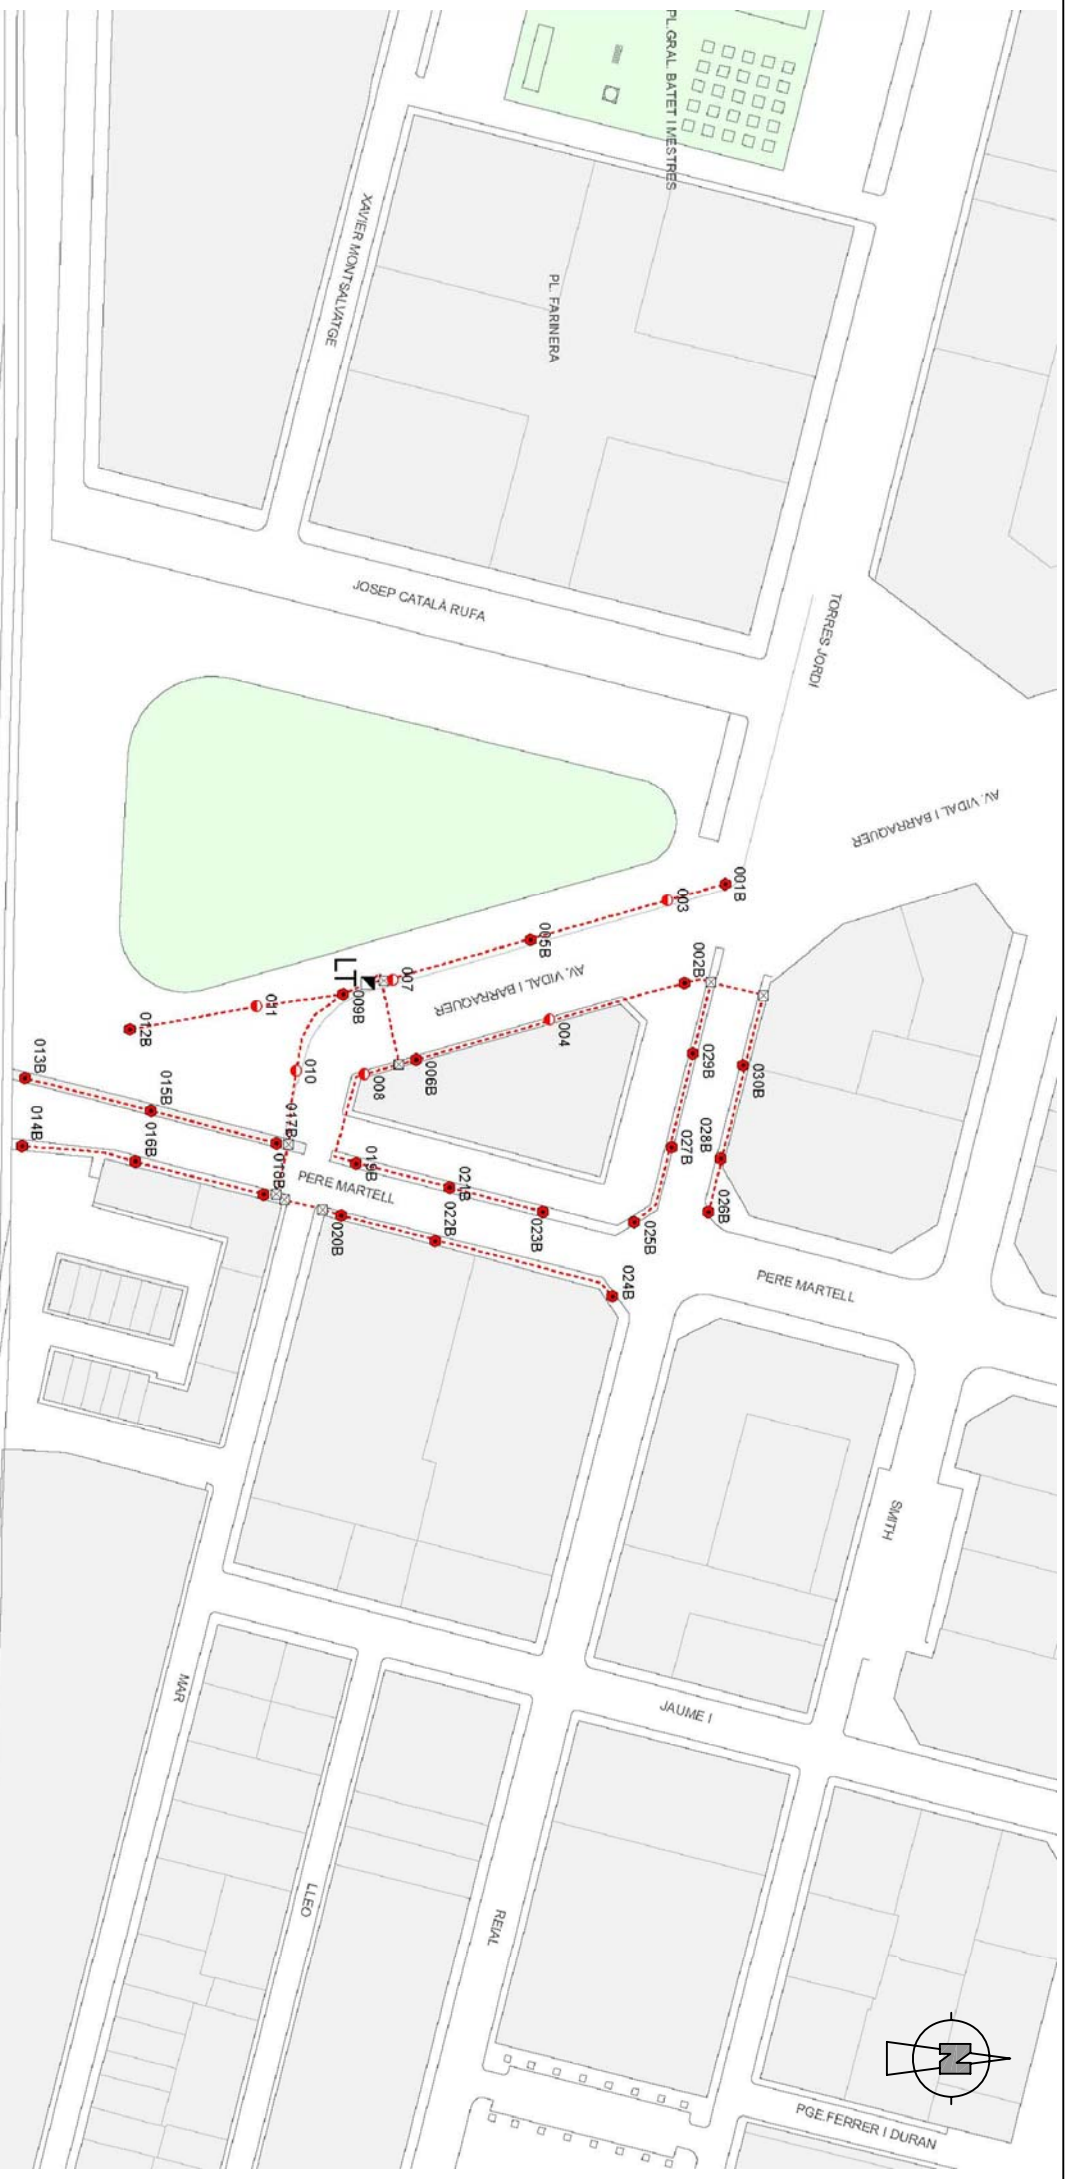 PL.GRAL. BATET I MESTRES
XAVIER MONTSALVATGE
PL. FARINERA
JOSEP CATALÀ RUFA
TORRES JORDI
AV. VIDAL I BARRAQUER
001B
003
005B
002B
007
AV. VIDAL I BARRAQUER
LT
009B
011
012B
004
029B
030B
006B
008
010
013B
015B
017B
014B
016B
018B
019B
PERE MARTELL
021B
023B
027B
028B
026B
025B
020B
022B
024B
PERE MARTELL
SMITH
MAR
JAUME I
LLEO
REIAL
N
PGE.FERRER I DURAN